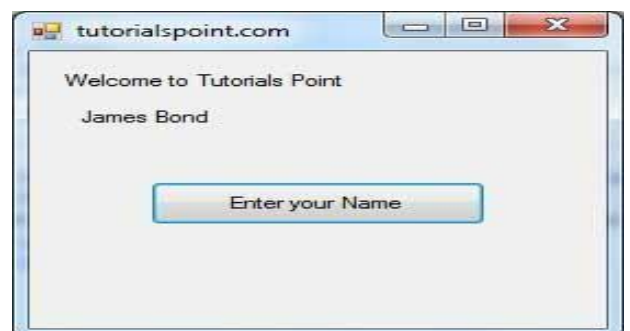 tutorialspoint.com
Welcome to Tutorials Point
James Bond
Enter your Name